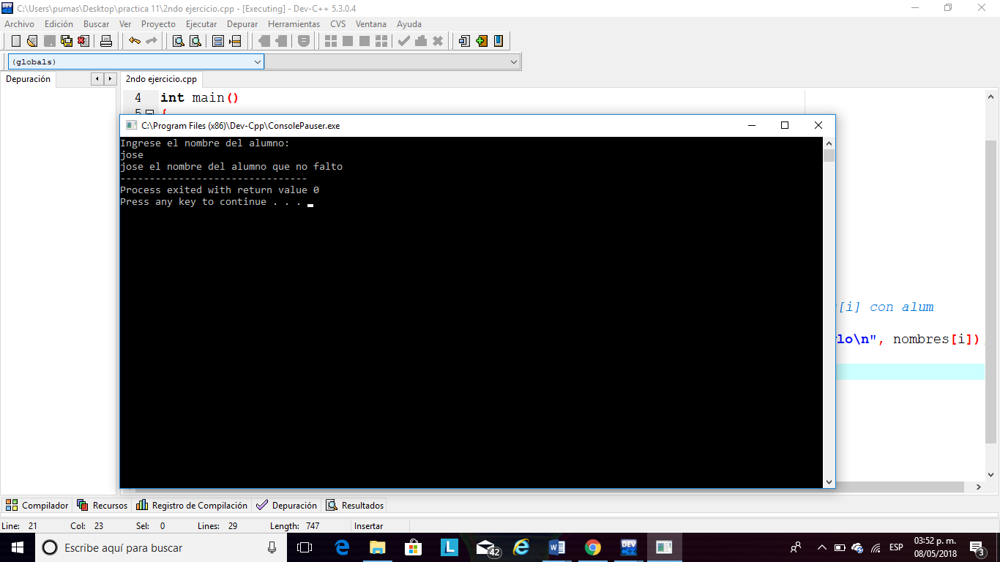 C:\Users\pumas\Desktop\practica 11\2ndo ejercicio.cpp - [Executing] - Dev-C++ 5.3.0.4
Archivo Edición Buscar Ver Proyecto Ejecutar Depurar Herramientas CVS Ventana Ayuda
(globals)
Depuración 2ndo ejercicio.cpp
4 int main()
5 {
C:\Program Files (x86)\Dev-Cpp\ConsolePauser.exe
Ingrese el nombre del alumno:
jose
jose el nombre del alumno que no falto
--------------------------------
Process exited with return value 0
Press any key to continue . . .
[i] con alum
lo\n", nombres[i])
Compilador Recursos Registro de Compilación Depuración Resultados
Line: 21 Col: 23 Sel: 0 Lines: 29 Length: 747 Insertar
Escribe aquí para buscar
L
42
DEV
ESP
03:52 p. m.
08/05/2018
3